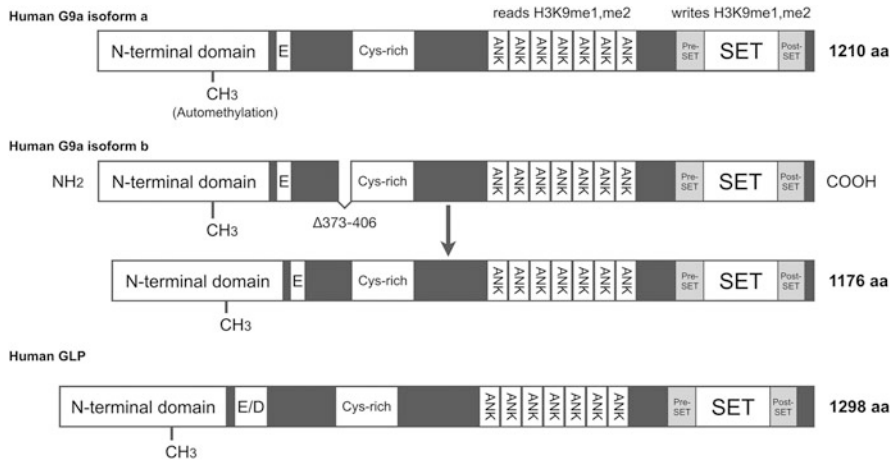 Human G9a isoform a
reads H3K9me1,me2 writes H3K9me1,me2
N-terminal domain E Cys-rich ANK ANK ANK ANK ANK ANK ANK Pre-SET SET Post-SET 1210 aa
CH3
(Automethylation)
Human G9a isoform b
NH2 N-terminal domain E Cys-rich ANK ANK ANK ANK ANK ANK ANK Pre-SET SET Post-SET COOH
CH3 Δ373-406
N-terminal domain E Cys-rich ANK ANK ANK ANK ANK ANK ANK Pre-SET SET Post-SET 1176 aa
CH3
Human GLP
N-terminal domain E/D Cys-rich ANK ANK ANK ANK ANK ANK ANK Pre-SET SET Post-SET 1298 aa
CH3